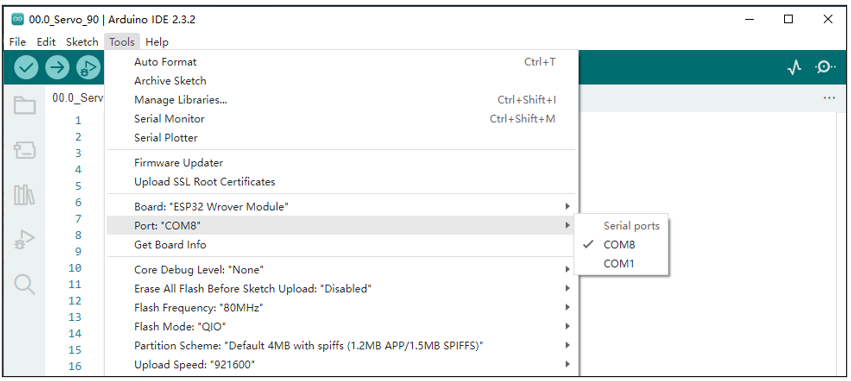 00.0_Servo_90 | Arduino IDE 2.3.2
File Edit Sketch Tools Help
Auto Format Ctrl+T
Archive Sketch
00.0_Serv
Manage Libraries... Ctrl+Shift+I
Serial Monitor Ctrl+Shift+M
Serial Plotter
Firmware Updater
Upload SSL Root Certificates
Board: "ESP32 Wrover Module"
Port: "COM8"
Serial ports
COM8
COM1
Get Board Info
Core Debug Level: "None"
Erase All Flash Before Sketch Upload: "Disabled"
Flash Frequency: "80MHz"
Flash Mode: "QIO"
Partition Scheme: "Default 4MB with spiffs (1.2MB APP/1.5MB SPIFFS)"
Upload Speed: "921600"
1
2
3
4
5
6
7
8
9
10
11
12
13
14
15
16